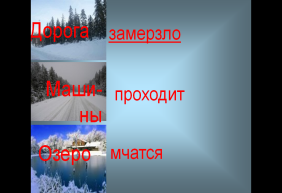 Дорога замерзло
Маши-
ны проходит
Озеро мчатся